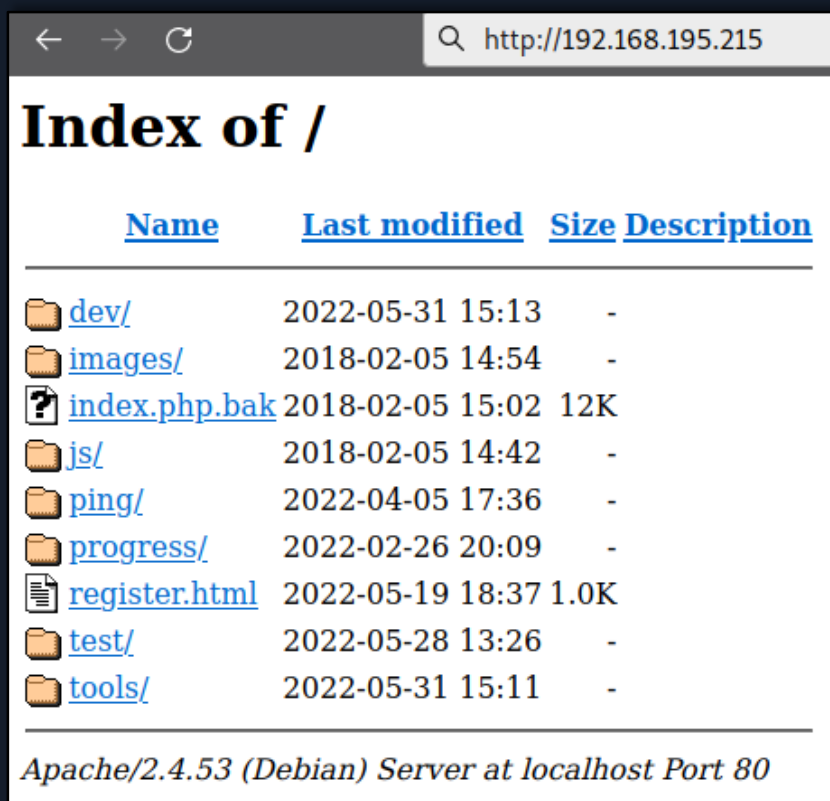 http://192.168.195.215
Index of /
Name Last modified Size Description
dev/ 2022-05-31 15:13 -
images/ 2018-02-05 14:54 -
index.php.bak 2018-02-05 15:02 12K
js/ 2018-02-05 14:42 -
ping/ 2022-04-05 17:36 -
progress/ 2022-02-26 20:09 -
register.html 2022-05-19 18:37 1.0K
test/ 2022-05-28 13:26 -
tools/ 2022-05-31 15:11 -
Apache/2.4.53 (Debian) Server at localhost Port 80